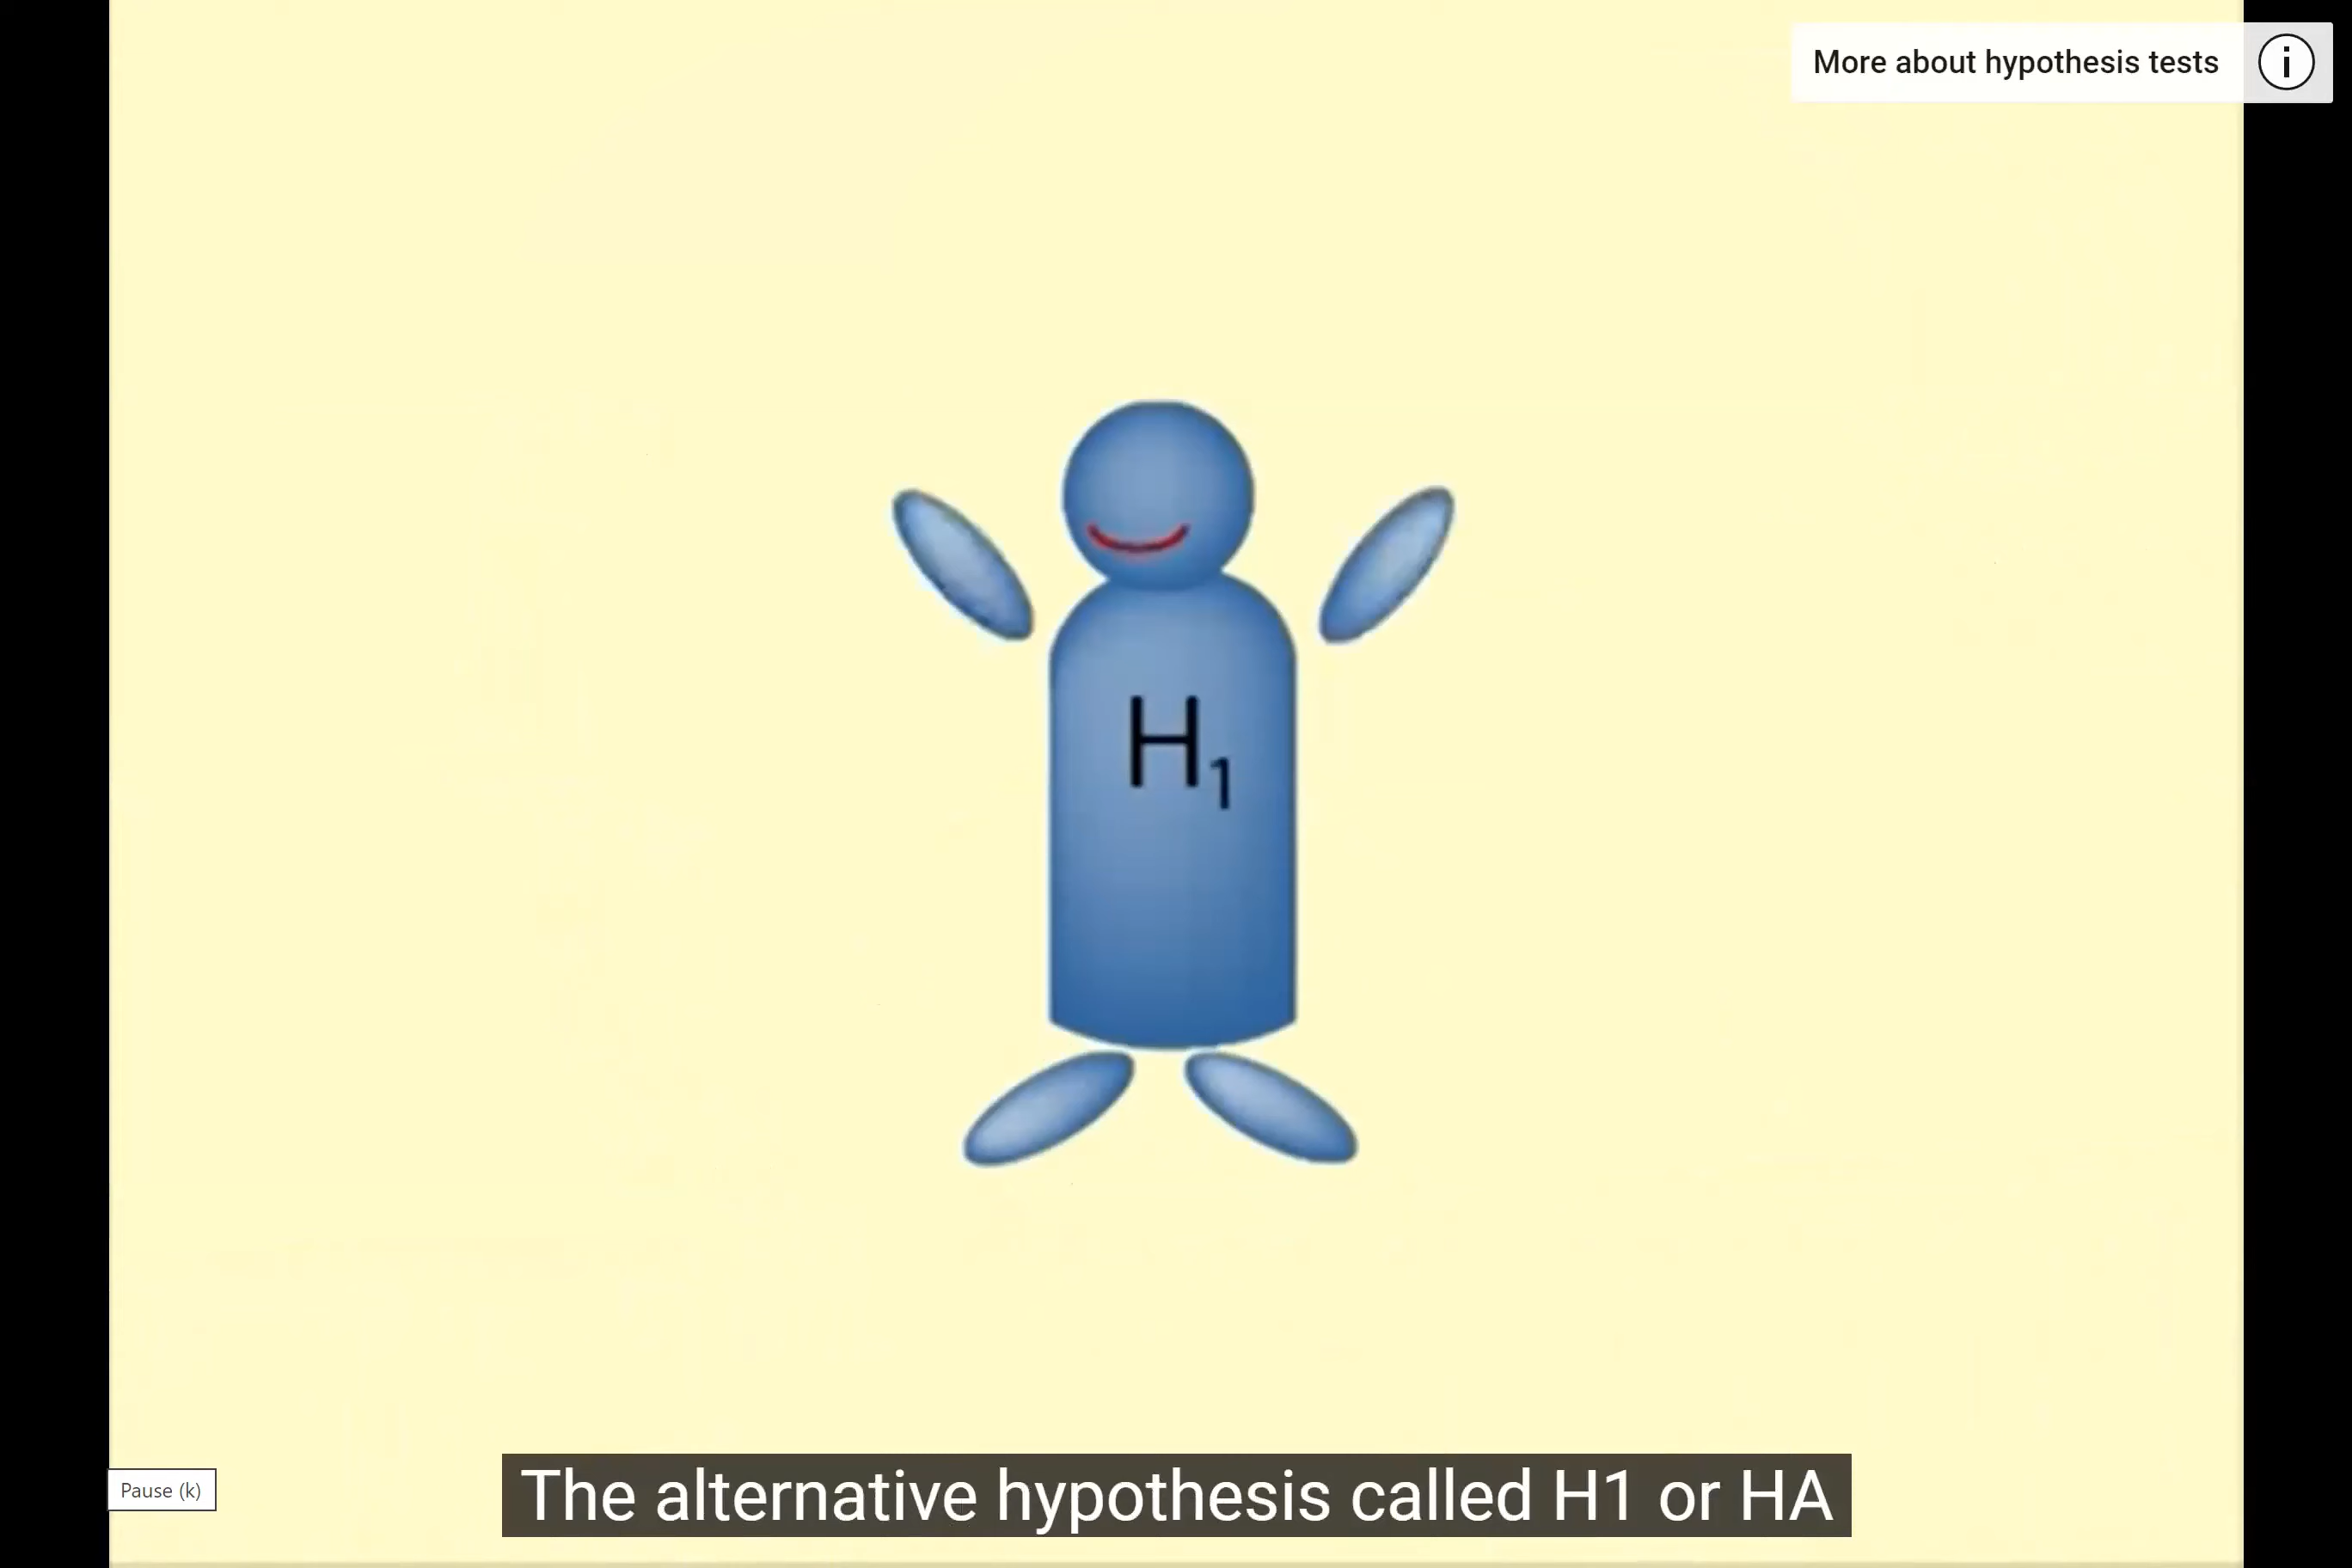 More about hypothesis tests i
H1
Pause (k)
The alternative hypothesis called H1 or HA